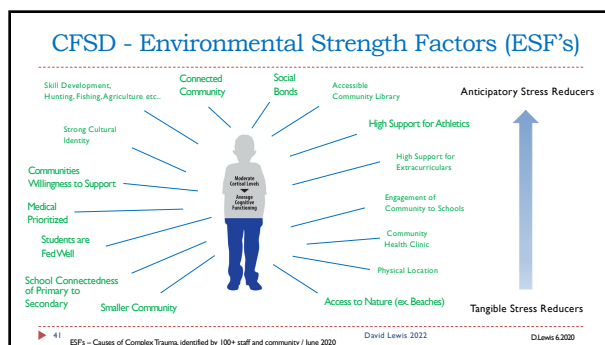 CFSD - Environmental Strength Factors (ESF's)
Skill Development,
Hunting, Fishing, Agriculture etc..
Connected
Community
Social
Bonds
Accessible
Community Library
Anticipatory Stress Reducers
Strong Cultural
Identity
High Support for Athletics
Communities
Willingness to Support
High Support for
Extracurriculars
Moderate
Cortisol Levels
Average
Cognitive
Functioning
Medical
Prioritized
Engagement of
Community to Schools
Students are
Fed Well
Community
Health Clinic
School Connectedness
of Primary to
Secondary
Physical Location
Smaller Community
Access to Nature (ex. Beaches)
Tangible Stress Reducers
41
ESF's – Causes of Complex Trauma, identified by 100+ staff and community / June 2020
David Lewis 2022
D.Lewis 6.2020